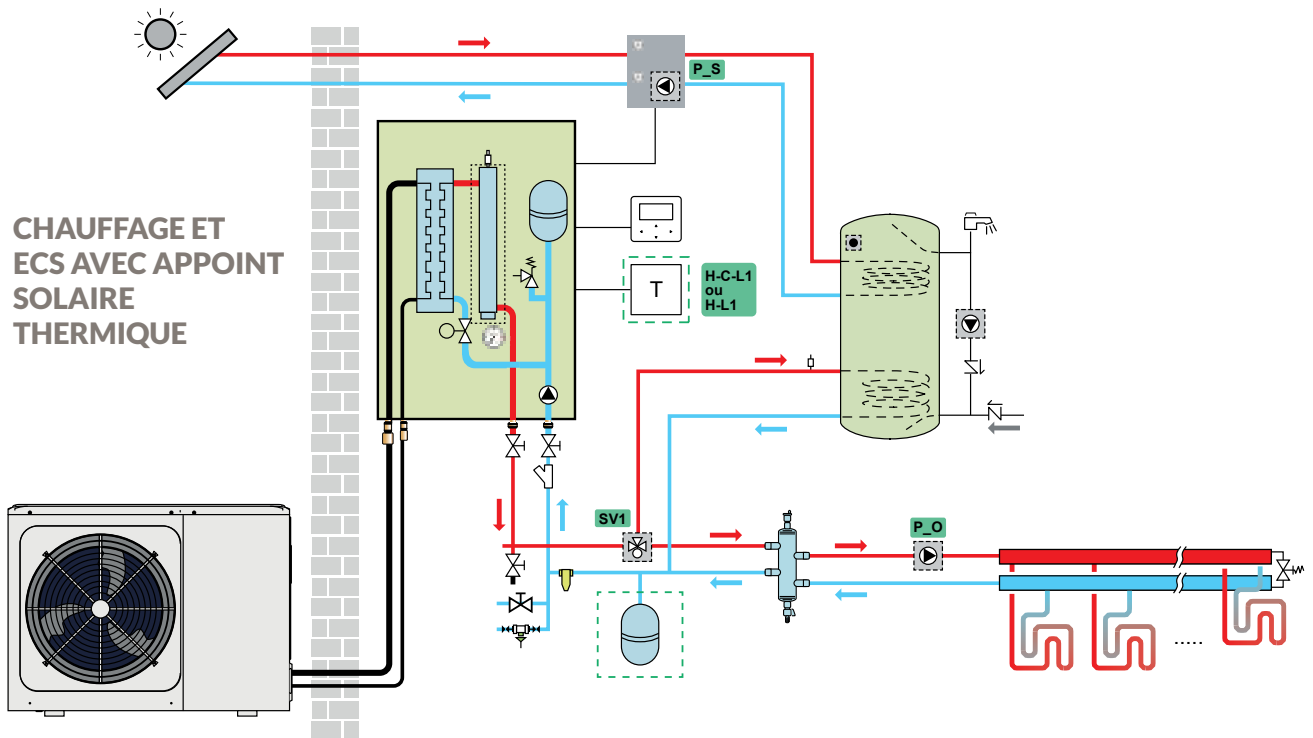 P_S
CHAUFFAGE ET
ECS AVEC APPOINT
SOLAIRE
THERMIQUE
T
H-C-L1
ou
H-L1
SV1
P_O